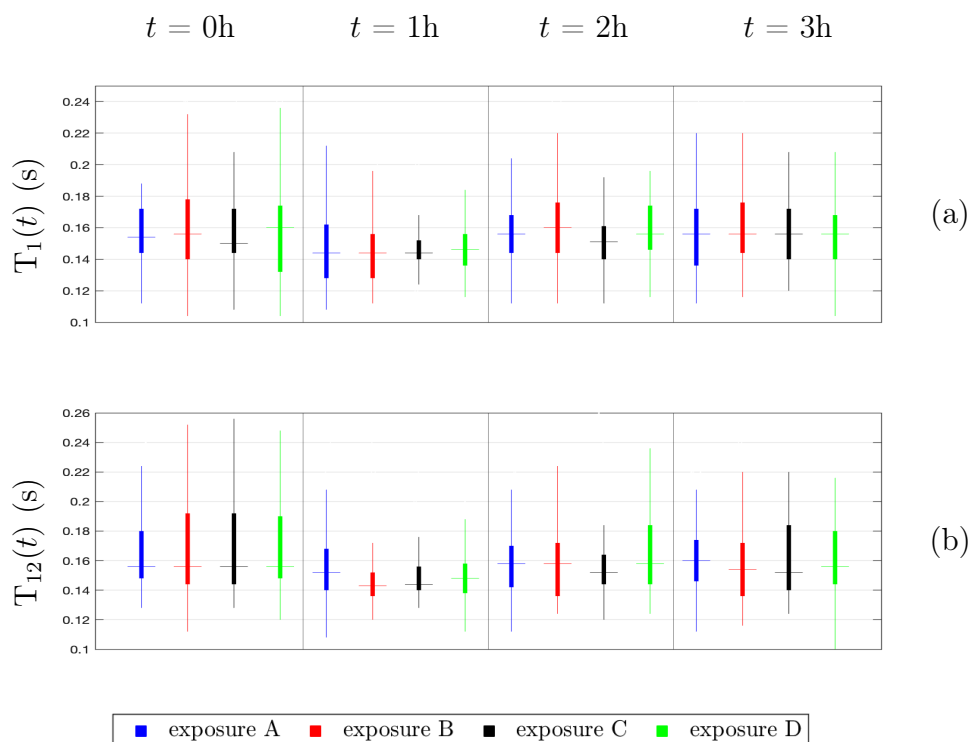 t = 0h t = 1h t = 2h t = 3h
0.24
0.22
0.2
0.18
0.16
0.14
0.12
0.1
T₁(t) (s)
(a)
0.26
0.24
0.22
0.2
0.18
0.16
0.14
0.12
0.1
T₁₂(t) (s)
(b)
exposure A exposure B exposure C exposure D